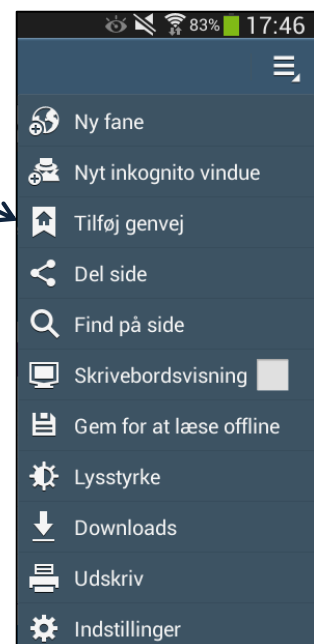 83% 17:46
Ny fane
Nyt inkognito vindue
Tilføj genvej
Del side
Find på side
Skrivebordsvisning
Gem for at læse offline
Lysstyrke
Downloads
Udskriv
Indstillinger